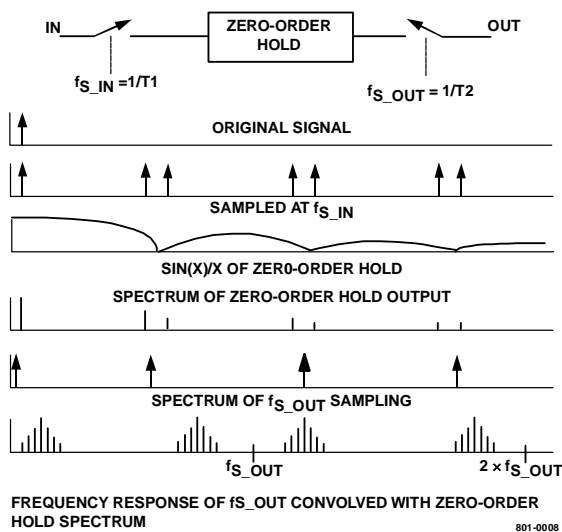 IN
ZERO-ORDER
HOLD
OUT
fS_IN =1/T1
fS_OUT = 1/T2
ORIGINAL SIGNAL
SAMPLED AT fS_IN
SIN(X)/X OF ZER0-ORDER HOLD
SPECTRUM OF ZERO-ORDER HOLD OUTPUT
SPECTRUM OF fS_OUT SAMPLING
fS_OUT
2 × fS_OUT
FREQUENCY RESPONSE OF fS_OUT CONVOLVED WITH ZERO-ORDER
HOLD SPECTRUM
801-0008